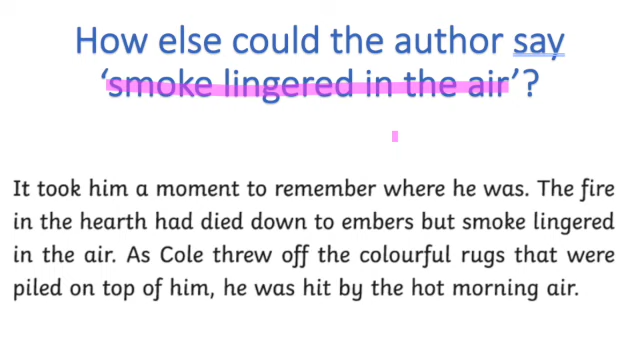 How else could the author say
‘smoke lingered in the air’?
It took him a moment to remember where he was. The fire
in the hearth had died down to embers but smoke lingered
in the air. As Cole threw off the colourful rugs that were
piled on top of him, he was hit by the hot morning air.